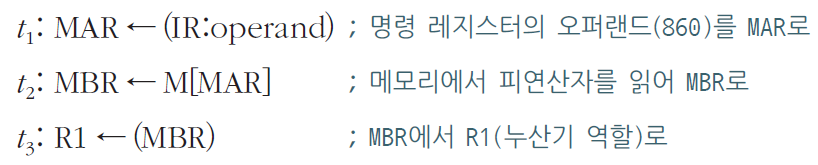 t₁: MAR ← (IR:operand) ; 명령 레지스터의 오퍼랜드(860)를 MAR로
t₂: MBR ← M[MAR] ; 메모리에서 피연산자를 읽어 MBR로
t₃: R1 ← (MBR) ; MBR에서 R1(누산기 역할)로